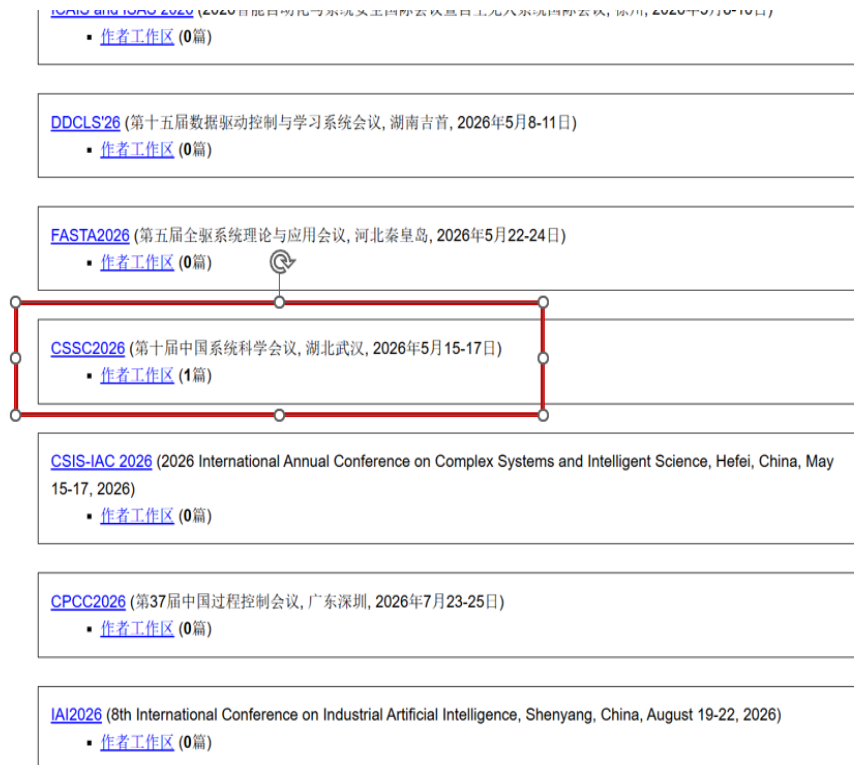 DDCLS'26 (第十五届数据驱动控制与学习系统会议, 湖南吉首, 2026年5月8-11日)
▪ 作者工作区 (0篇)
FASTA2026 (第五届全驱系统理论与应用会议, 河北秦皇岛, 2026年5月22-24日)
▪ 作者工作区 (0篇)
CSSC2026 (第十届中国系统科学会议, 湖北武汉, 2026年5月15-17日)
▪ 作者工作区 (1篇)
CSIS-IAC 2026 (2026 International Annual Conference on Complex Systems and Intelligent Science, Hefei, China, May
15-17, 2026)
▪ 作者工作区 (0篇)
CPCC2026 (第37届中国过程控制会议, 广东深圳, 2026年7月23-25日)
▪ 作者工作区 (0篇)
IAI2026 (8th International Conference on Industrial Artificial Intelligence, Shenyang, China, August 19-22, 2026)
▪ 作者工作区 (0篇)